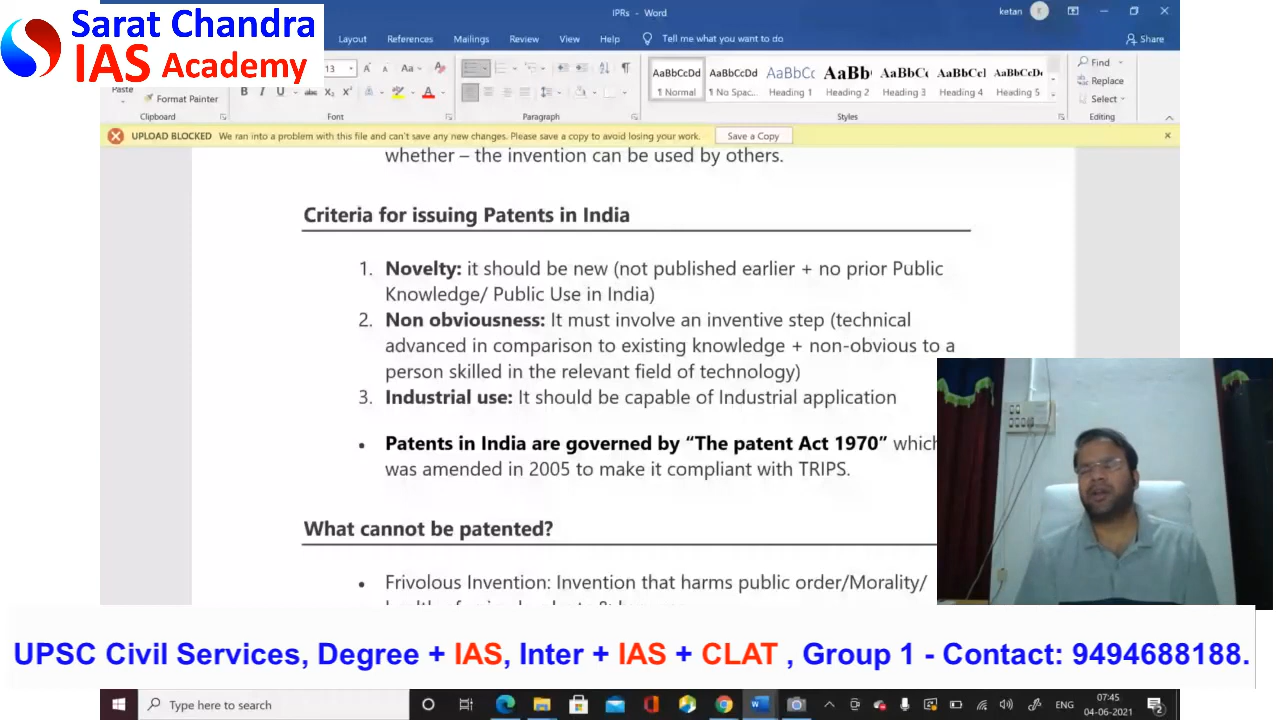 Sarat Chandra
IAS Academy
IPRs - Word
ketan
Layout References Mailings Review View Help Tell me what you want to do
Share
13
Aa
Paste
Format Painter
B I U abc X₂ X² A A
AaBbCcDd AaBbCcDd AaBbCc AaBb AaBbCc AaBbCcI AaBbCcDc
¶ Normal ¶ No Spac... Heading 1 Heading 2 Heading 3 Heading 4 Heading 5
Find
Replace
Select
Clipboard Font Paragraph Styles Editing
UPLOAD BLOCKED We ran into a problem with this file and can't save any new changes. Please save a copy to avoid losing your work. Save a Copy
whether – the invention can be used by others.
Criteria for issuing Patents in India
1. Novelty: it should be new (not published earlier + no prior Public
Knowledge/ Public Use in India)
2. Non obviousness: It must involve an inventive step (technical
advanced in comparison to existing knowledge + non-obvious to a
person skilled in the relevant field of technology)
3. Industrial use: It should be capable of Industrial application
• Patents in India are governed by “The patent Act 1970” which
was amended in 2005 to make it compliant with TRIPS.
What cannot be patented?
• Frivolous Invention: Invention that harms public order/Morality/
UPSC Civil Services, Degree + IAS, Inter + IAS + CLAT , Group 1 - Contact: 9494688188.
Type here to search
ENG
07:45
04-06-2021
2